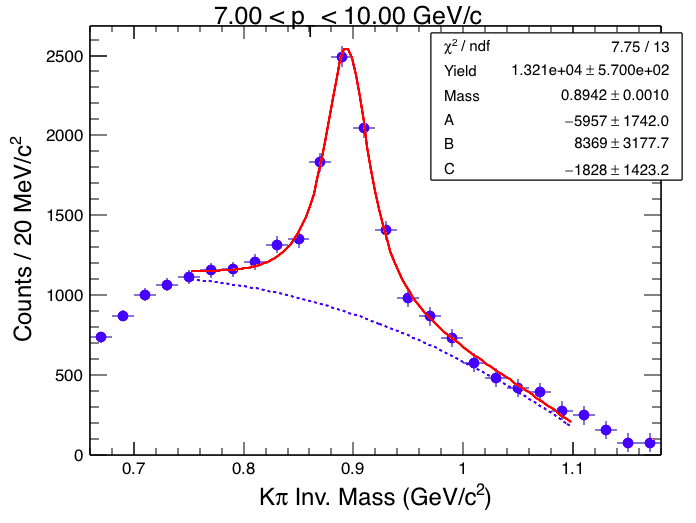 7.00 < p < 10.00 GeV/c
χ² / ndf 7.75 / 13
Yield 1.321e+04 ± 5.700e+02
Mass 0.8942 ± 0.0010
A −5957 ± 1742.0
B 8369 ± 3177.7
C −1828 ± 1423.2
Counts / 20 MeV/c²
2500
2000
1500
1000
500
0
0.7 0.8 0.9 1 1.1
Kπ Inv. Mass (GeV/c²)